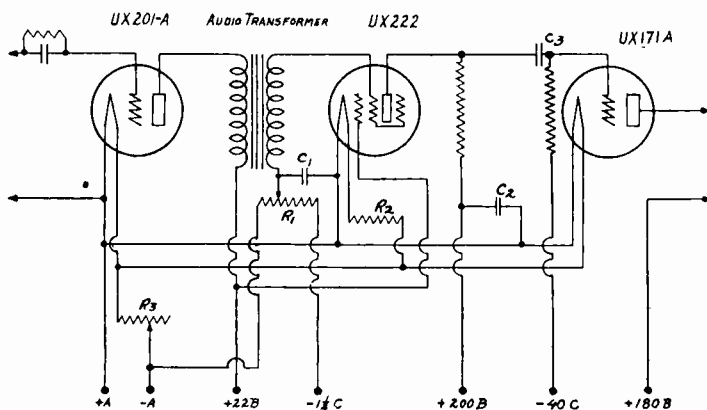 UX201-A
AUDIO TRANSFORMER
UX222
UX171A
C3
C1
R1
R2
C2
R3
+A
-A
+22B
-1½C
+200B
-40C
+180B